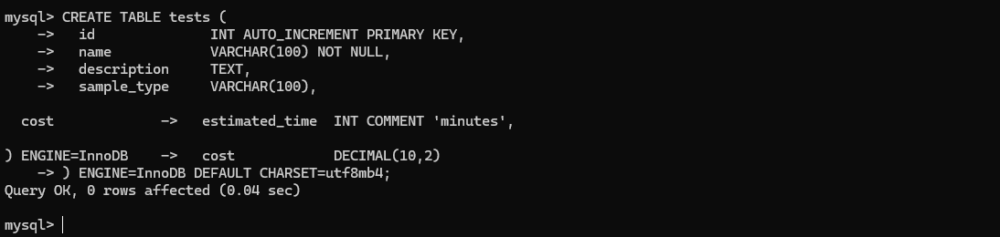 mysql> CREATE TABLE tests (
    ->   id              INT AUTO_INCREMENT PRIMARY KEY,
    ->   name            VARCHAR(100) NOT NULL,
    ->   description     TEXT,
    ->   sample_type     VARCHAR(100),
  cost             ->   estimated_time  INT COMMENT 'minutes',
) ENGINE=InnoDB    ->   cost            DECIMAL(10,2)
    -> ) ENGINE=InnoDB DEFAULT CHARSET=utf8mb4;
Query OK, 0 rows affected (0.04 sec)
mysql>